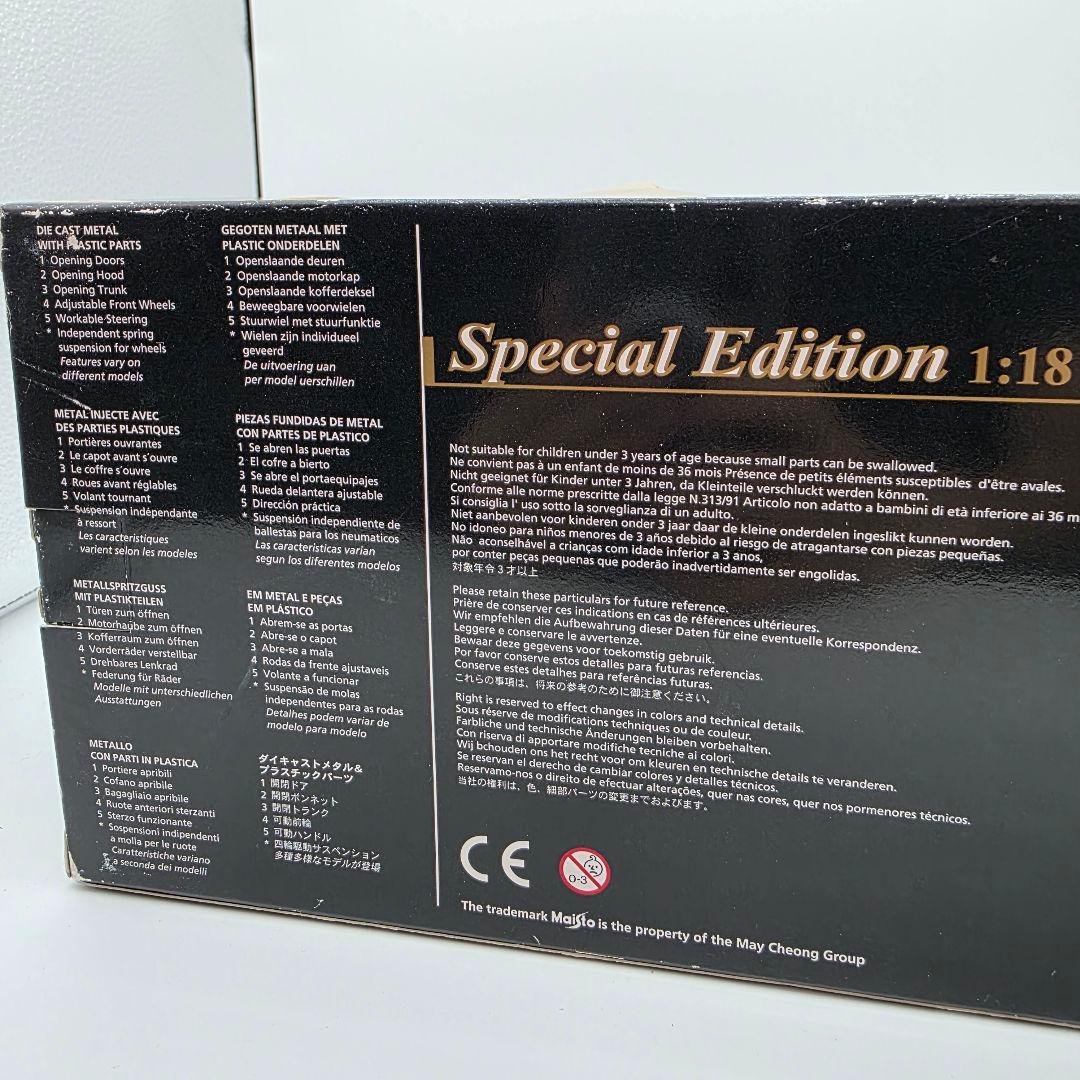 DIE CAST METAL
WITH PLASTIC PARTS
1 Opening Doors
2 Opening Hood
3 Opening Trunk
4 Adjustable Front Wheels
5 Workable Steering
* Independent spring
suspension for wheels
Features vary on
different models
METAL INJECTE AVEC
DES PARTIES PLASTIQUES
1 Portières ouvrantes
2 Le capot avant s'ouvre
3 Le coffre s'ouvre
4 Roues avant réglables
5 Volant tournant
* Suspension indépendante
à ressort
Les caractéristiques
varient selon les modeles
METALLSPRITZGUSS
MIT PLASTIKTEILEN
1 Türen zum öffnen
2 Motorhaube zum öffnen
3 Kofferraum zum öffnen
4 Vorderräder verstellbar
5 Drehbares Lenkrad
* Federung für Räder
Modelle mit unterschiedlichen
Ausstattungen
METALLO
CON PARTI IN PLASTICA
1 Portiere apribili
2 Cofano apribile
3 Bagagliaio apribile
4 Ruote anteriori sterzanti
5 Sterzo funzionante
* Sospensioni indipendenti
a molla per le ruote
Caratteristiche variano
a seconda dei modelli
GEGOTEN METAAL MET
PLASTIC ONDERDELEN
1 Openslaande deuren
2 Openslaande motorkap
3 Openslaande kofferdeksel
4 Beweegbare voorwielen
5 Stuurwiel met stuurfunktie
* Wielen zijn individueel
geveerd
De uitvoering uan
per model uerschillen
PIEZAS FUNDIDAS DE METAL
CON PARTES DE PLASTICO
1 Se abren las puertas
2 El cofre a bierto
3 Se abre el portaequipajes
4 Rueda delantera ajustable
5 Dirección práctica
* Suspensión independiente de
ballestas para los neumaticos
Las caracteristicas varian
segun los diferentes modelos
EM METAL E PEÇAS
EM PLÁSTICO
1 Abrem-se as portas
2 Abre-se o capot
3 Abre-se a mala
4 Rodas da frente ajustaveis
5 Volante a funcionar
* Suspensão de molas
independentes para as rodas
Detalhes podem variar de
modelo para modelo
ダイキャストメタル&
プラスチックパーツ
1 開閉ドア
2 開閉ボンネット
3 開閉トランク
4 可動前輪
5 可動ハンドル
* 四輪駆動サスペンション
多種多様なモデルが登場
Special Edition 1:18
Not suitable for children under 3 years of age because small parts can be swallowed.
Ne convient pas à un enfant de moins de 36 mois Présence de petits éléments susceptibles d'être avales.
Nicht geeignet für Kinder unter 3 Jahren, da Kleinteile verschluckt werden können.
Conforme alle norme prescritte dalla legge N.313/91 Articolo non adatto a bambini di età inferiore ai 36 m
Si consiglia l' uso sotto la sorveglianza di un adulto.
Niet aanbevolen voor kinderen onder 3 jaar daar de kleine onderdelen ingeslikt kunnen worden.
No idoneo para niños menores de 3 años debido al riesgo de atragantarse con piezas pequeñas.
Não aconselhável a crianças com idade inferior a 3 anos,
por conter peças pequenas que poderão inadvertidamente ser engolidas.
対象年令3才以上
Please retain these particulars for future reference.
Prière de conserver ces indications en cas de références ultérieures.
Wir empfehlen die Aufbewahrung dieser Daten für eine eventuelle Korrespondenz.
Leggere e conservare le avvertenze.
Bewaar deze gegevens voor toekomstig gebruik.
Por favor conserve estos detalles para futuras referencias.
Conserve estes detalhes para referências futuras.
これらの事項は、将来の参考のために御注意ください。
Right is reserved to effect changes in colors and technical details.
Sous réserve de modifications techniques ou de couleur.
Farbliche und technische Änderungen bleiben vorbehalten.
Con riserva di apportare modifiche tecniche ai colori.
Wij bchouden ons het recht voor om kleuren en technische details te veranderen.
Se reservan el derecho de cambiar colores y detalles técnicos.
Reservamo-nos o direito de efectuar alterações, quer nas cores, quer nos pormenores técnicos.
当社の権利は、色、細部パーツの変更までおよびます。
CE
0-3
The trademark Maisto is the property of the May Cheong Group